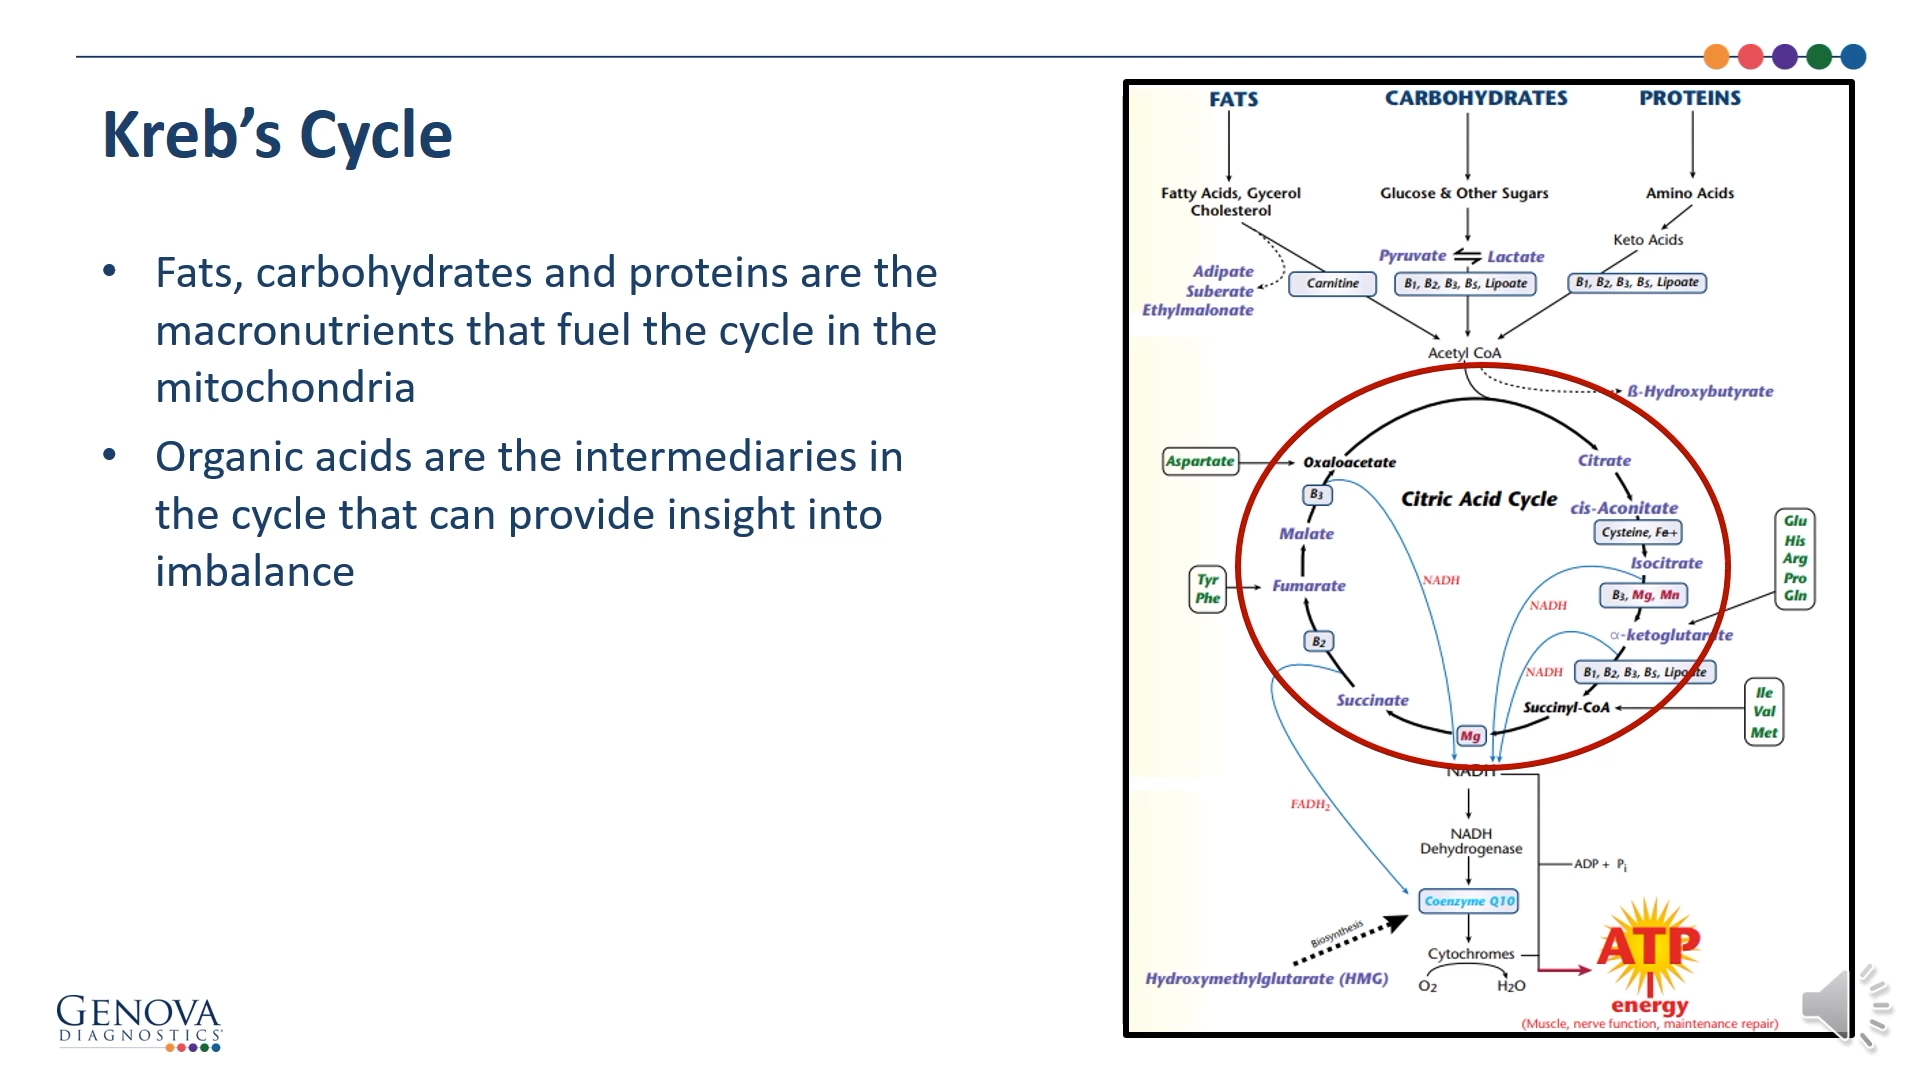 Kreb’s Cycle
• Fats, carbohydrates and proteins are the
macronutrients that fuel the cycle in the
mitochondria
• Organic acids are the intermediaries in
the cycle that can provide insight into
imbalance
GENOVA
DIAGNOSTICS
FATS CARBOHYDRATES PROTEINS
Fatty Acids, Gycerol
Cholesterol
Glucose & Other Sugars
Amino Acids
Keto Acids
Pyruvate ⇌ Lactate
Adipate
Suberate
Ethylmalonate
Carnitine
B1, B2, B3, B5, Lipoate
B1, B2, B3, B5, Lipoate
Acetyl CoA
ß-Hydroxybutyrate
Aspartate
Oxaloacetate
Citrate
B3
Citric Acid Cycle
cis-Aconitate
Cysteine, Fe+
Malate
Isocitrate
Glu
His
Arg
Pro
Gln
Tyr
Phe
Fumarate
NADH
NADH
B3, Mg, Mn
α-ketoglutarate
B2
NADH
B1, B2, B3, B5, Lipoate
Succinate
Succinyl-CoA
Ile
Val
Met
Mg
NADH
FADH2
NADH
Dehydrogenase
ADP + Pi
Coenzyme Q10
Biosynthesis
Hydroxymethylglutarate (HMG)
Cytochromes
O2 H2O
ATP
energy
(Muscle, nerve function, maintenance repair)